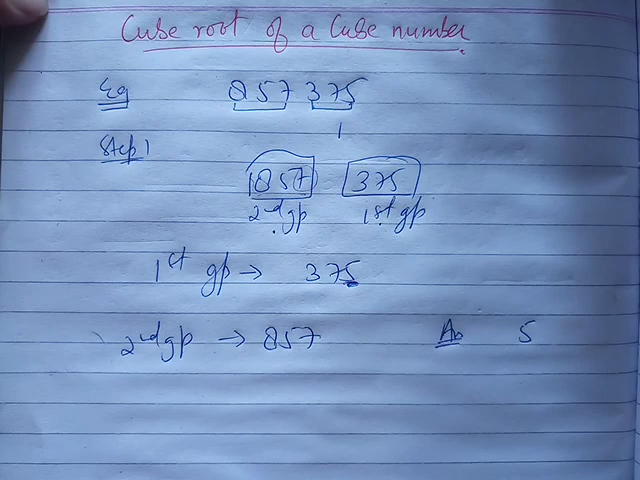 Cube root of a Cube number
Eg 857 375
1
Step 1
857 375
2nd gp 1st gp
1st gp → 375
2nd gp → 857 5